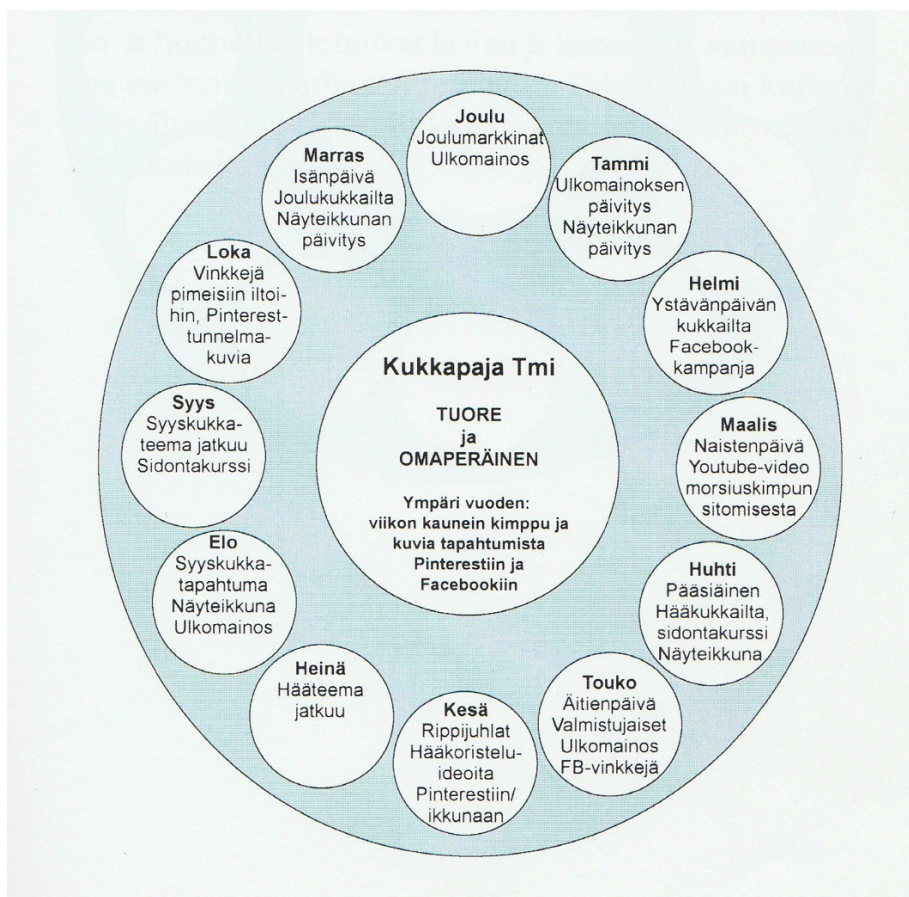 Kukkapaja Tmi
TUORE
ja
OMAPERÄINEN
Ympäri vuoden:
viikon kaunein kimppu ja
kuvia tapahtumista
Pinterestiin ja
Facebookiin
Joulu
Joulumarkkinat
Ulkomainos
Tammi
Ulkomainoksen
päivitys
Näyteikkunan
päivitys
Helmi
Ystävänpäivän
kukkailta
Facebook-
kampanja
Maalis
Naistenpäivä
Youtube-video
morsiuskimpun
sitomisesta
Huhti
Pääsiäinen
Hääkukkailta,
sidontakurssi
Näyteikkuna
Touko
Äitienpäivä
Valmistujaiset
Ulkomainos
FB-vinkkejä
Kesä
Rippijuhlat
Hääkoristelu-
ideoita
Pinterestiin/
ikkunaan
Heinä
Hääteema
jatkuu
Elo
Syyskukka-
tapahtuma
Näyteikkuna
Ulkomainos
Syys
Syyskukka-
teema jatkuu
Sidontakurssi
Loka
Vinkkejä
pimeisiin iltoi-
hin, Pinterest-
tunnelma-
kuvia
Marras
Isänpäivä
Joulukukkailta
Näyteikkunan
päivitys